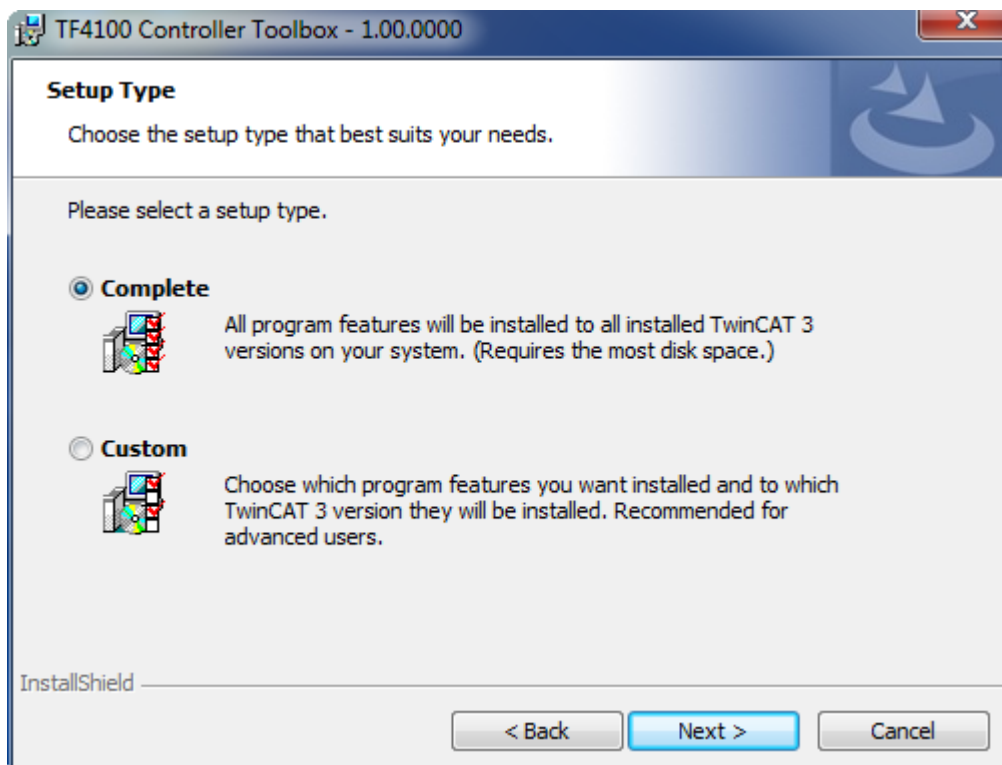 TF4100 Controller Toolbox - 1.00.0000
Setup Type
Choose the setup type that best suits your needs.
Please select a setup type.
Complete
All program features will be installed to all installed TwinCAT 3
versions on your system. (Requires the most disk space.)
Custom
Choose which program features you want installed and to which
TwinCAT 3 version they will be installed. Recommended for
advanced users.
InstallShield
< Back
Next >
Cancel